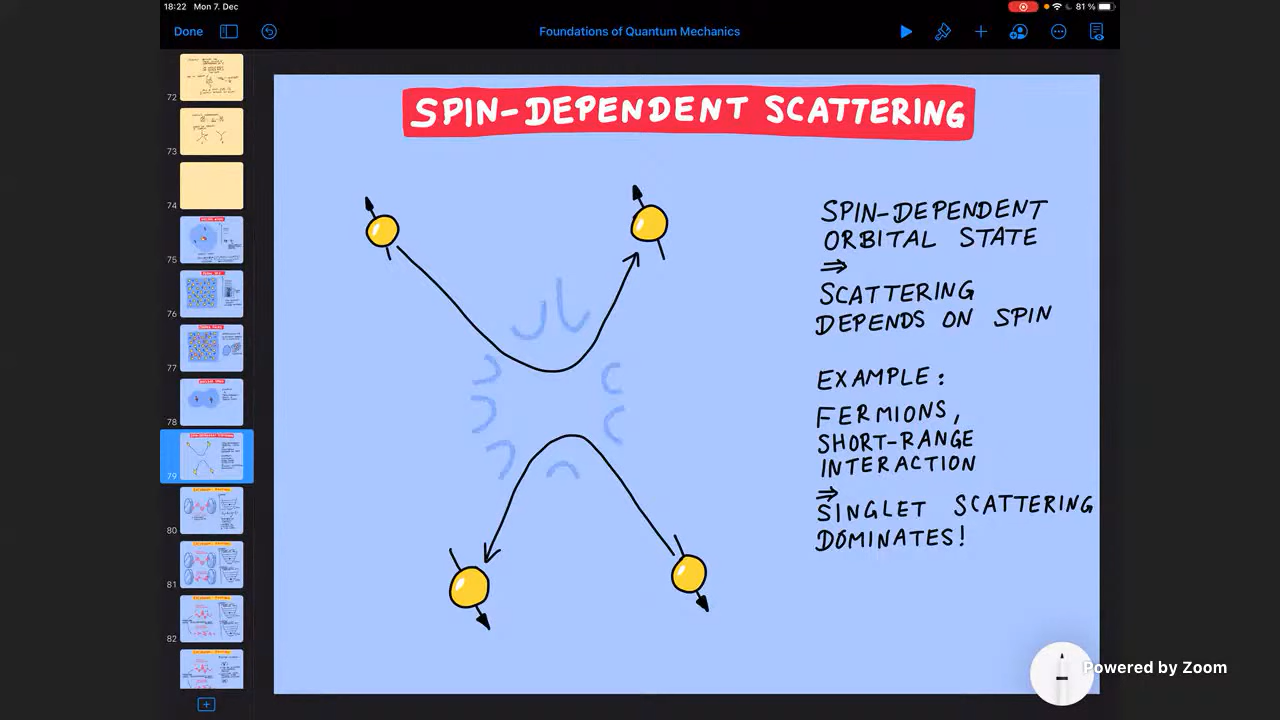 18:22 Mon 7. Dec
81 %
Done
Foundations of Quantum Mechanics
72
73
74
75
76
77
78
79
80
81
82
SPIN-DEPENDENT SCATTERING
SPIN-DEPENDENT
ORBITAL STATE
⇒
SCATTERING
DEPENDS ON SPIN
EXAMPLE:
FERMIONS,
SHORT-RANGE
INTERACTION
⇒
SINGLET SCATTERING
DOMINATES!
Powered by Zoom